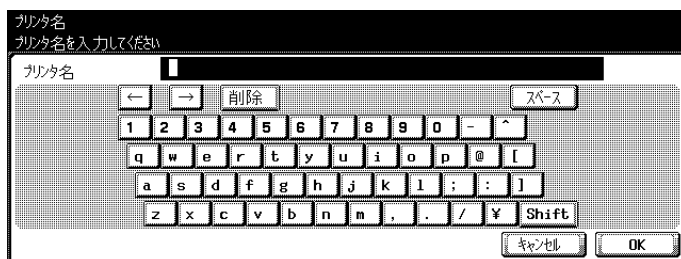 プリンタ名
プリンタ名を入力してください
プリンタ名
← → 削除 スペース
1 2 3 4 5 6 7 8 9 0 - ^
q w e r t y u i o p @ [
a s d f g h j k l ; : ]
z x c v b n m , . / ¥ Shift
キャンセル OK